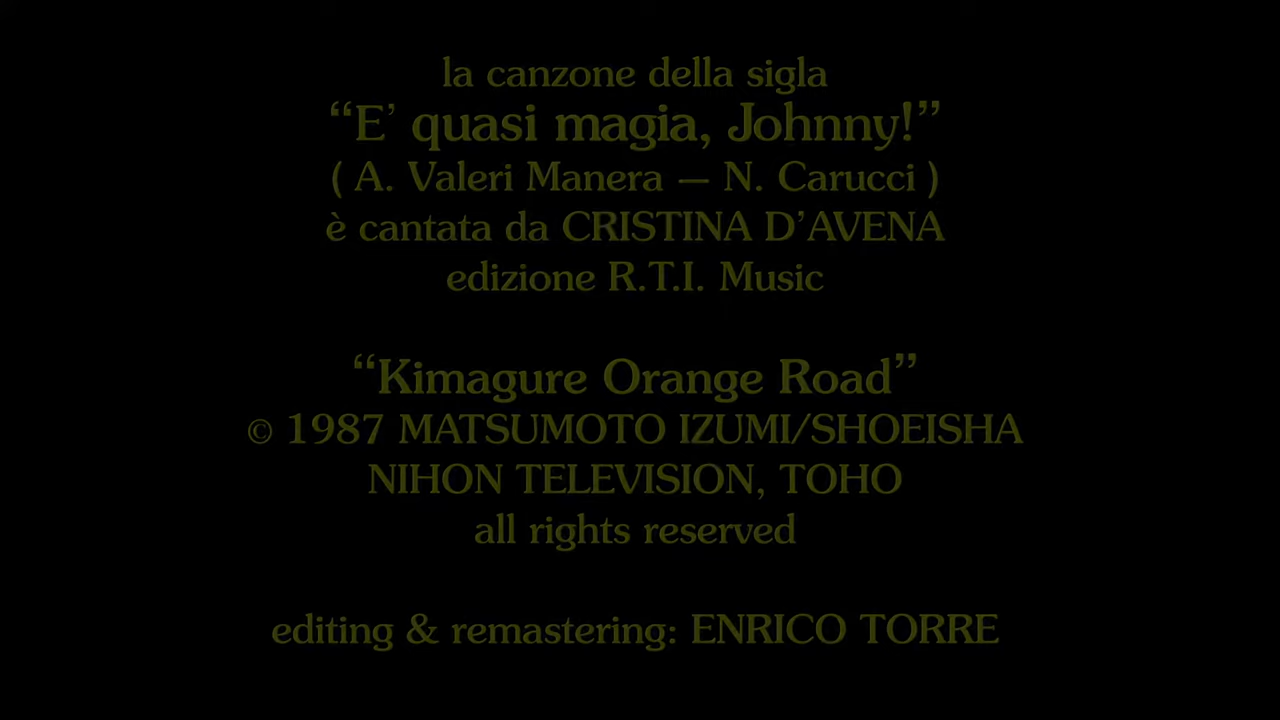 la canzone della sigla
“E’ quasi magia, Johnny!”
( A. Valeri Manera — N. Carucci )
è cantata da CRISTINA D’AVENA
edizione R.T.I. Music
“Kimagure Orange Road”
© 1987 MATSUMOTO IZUMI/SHOEISHA
NIHON TELEVISION, TOHO
all rights reserved
editing & remastering: ENRICO TORRE